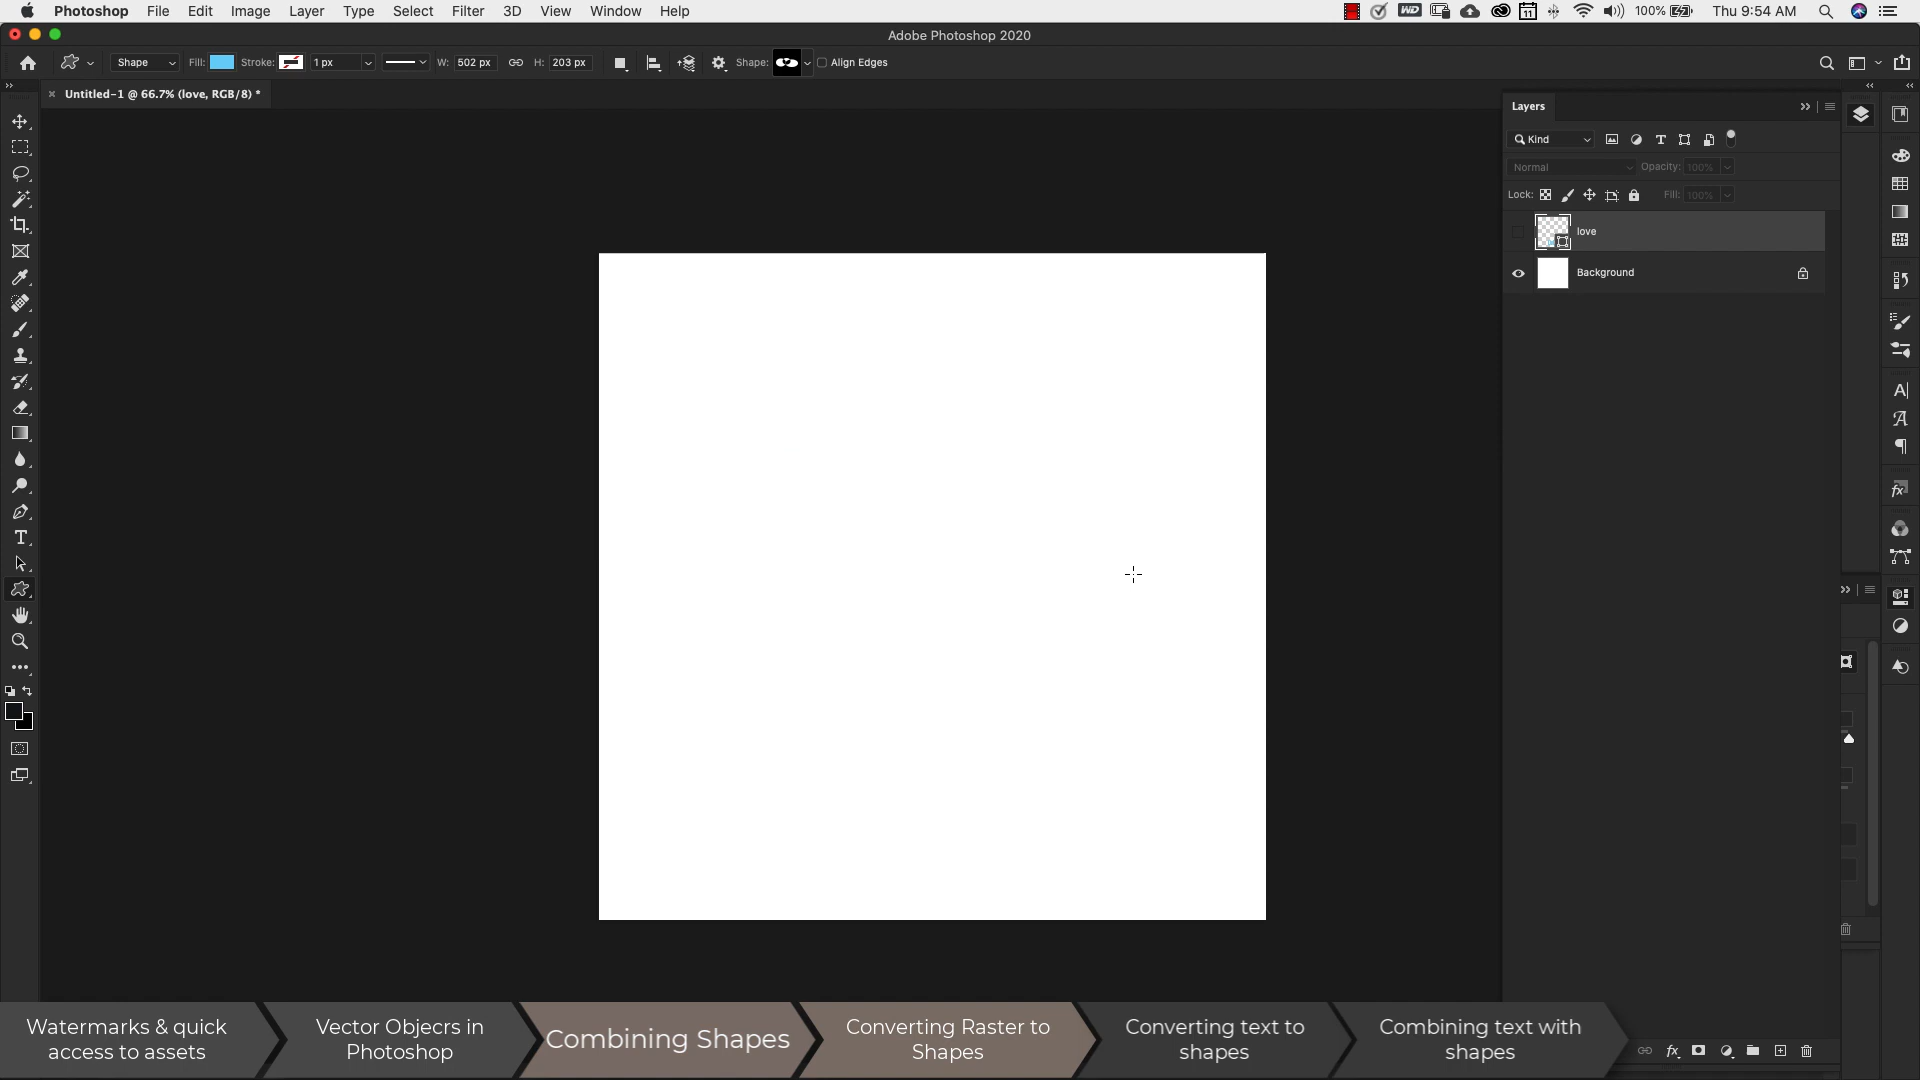 Photoshop File Edit Image Layer Type Select Filter 3D View Window Help 11 100% Thu 9:54 AM
Adobe Photoshop 2020
Shape Fill: Stroke: 1 px W: 502 px H: 203 px Shape: Align Edges
Untitled-1 @ 66.7% (love, RGB/8) *
Layers
Kind
Normal Opacity: 100%
Lock: Fill: 100%
love
Background
Watermarks & quick
access to assets
Vector Objecrs in
Photoshop
Combining Shapes
Converting Raster to
Shapes
Converting text to
shapes
Combining text with
shapes